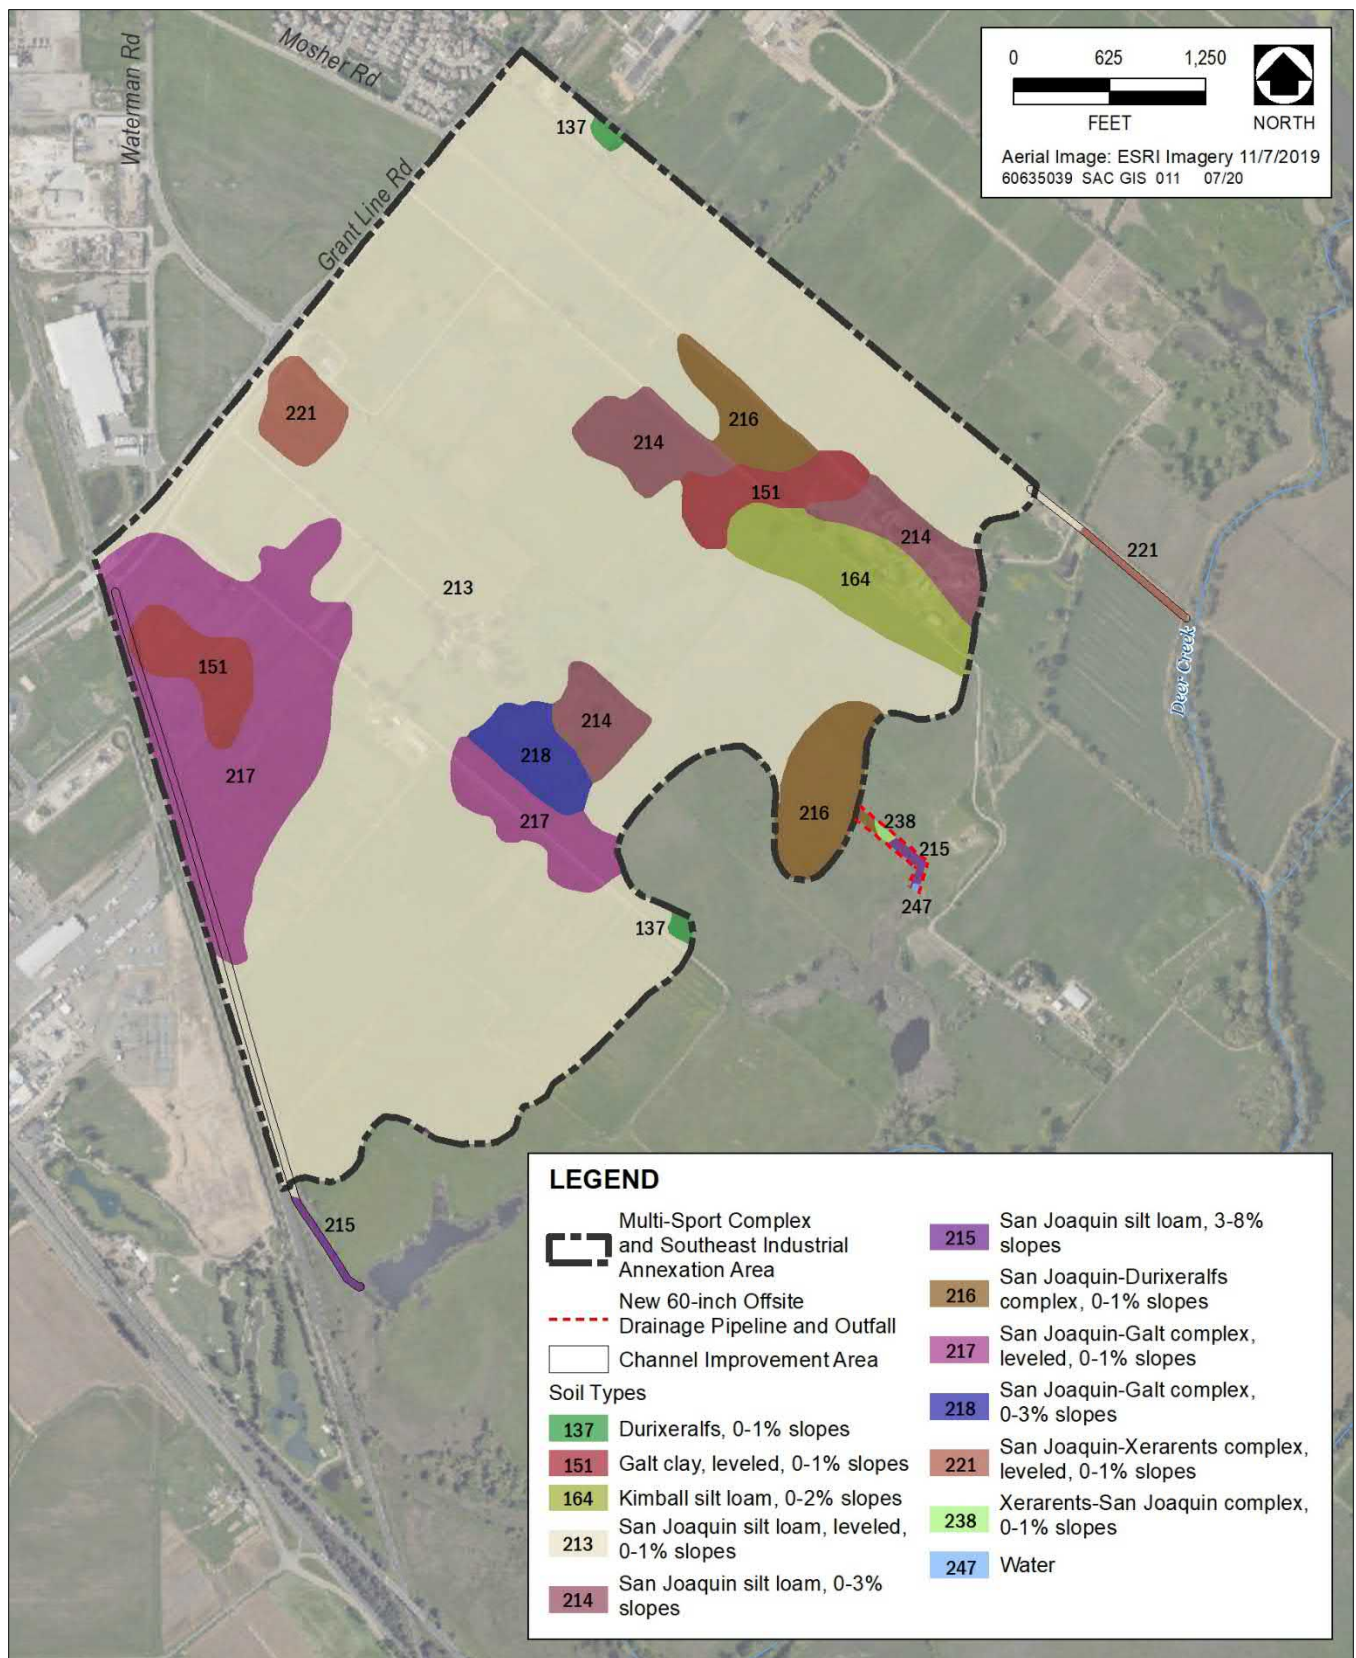 Waterman Rd
Mosher Rd
Grant Line Rd
0 625 1,250
FEET
NORTH
Aerial Image: ESRI Imagery 11/7/2019
60635039 SAC GIS 011 07/20
137
221
216
214
151
214
164
221
213
Deer Creek
151
217
214
218
217
216
238
215
247
137
215
LEGEND
Multi-Sport Complex
and Southeast Industrial
Annexation Area
New 60-inch Offsite
Drainage Pipeline and Outfall
Channel Improvement Area
Soil Types
137 Durixeralfs, 0-1% slopes
151 Galt clay, leveled, 0-1% slopes
164 Kimball silt loam, 0-2% slopes
213 San Joaquin silt loam, leveled,
0-1% slopes
214 San Joaquin silt loam, 0-3%
slopes
215 San Joaquin silt loam, 3-8%
slopes
216 San Joaquin-Durixeralfs
complex, 0-1% slopes
217 San Joaquin-Galt complex,
leveled, 0-1% slopes
218 San Joaquin-Galt complex,
0-3% slopes
221 San Joaquin-Xerarents complex,
leveled, 0-1% slopes
238 Xerarents-San Joaquin complex,
0-1% slopes
247 Water